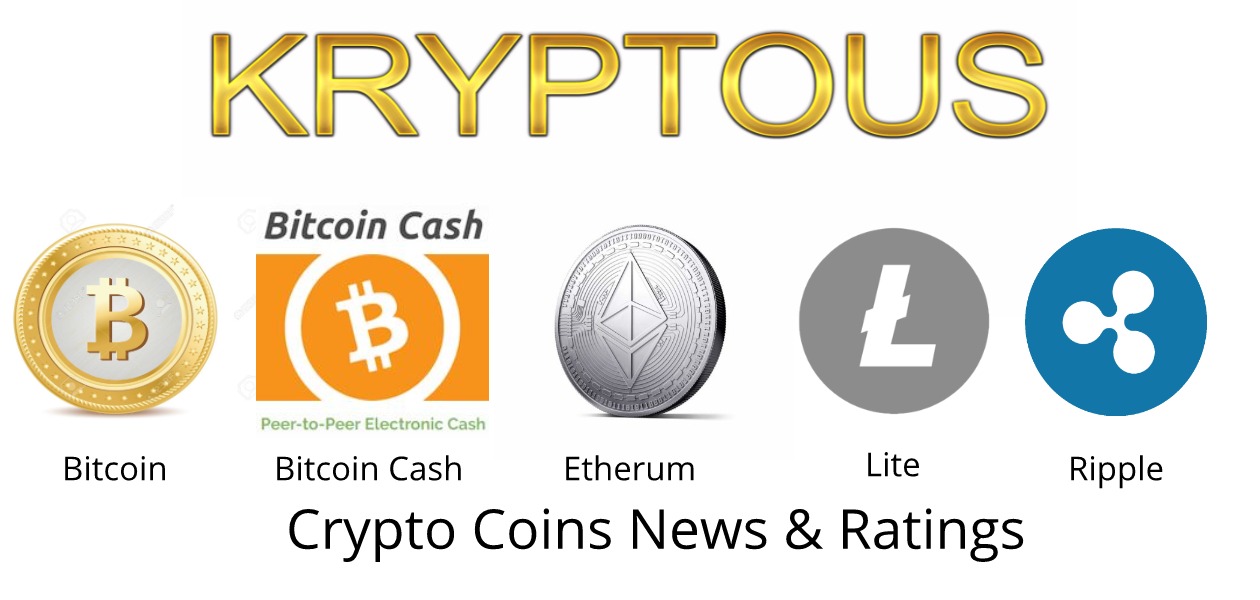 KRYPTOUS
Bitcoin Cash
Peer-to-Peer Electronic Cash
Bitcoin
Bitcoin Cash
Etherum
Lite
Ripple
Crypto Coins News & Ratings